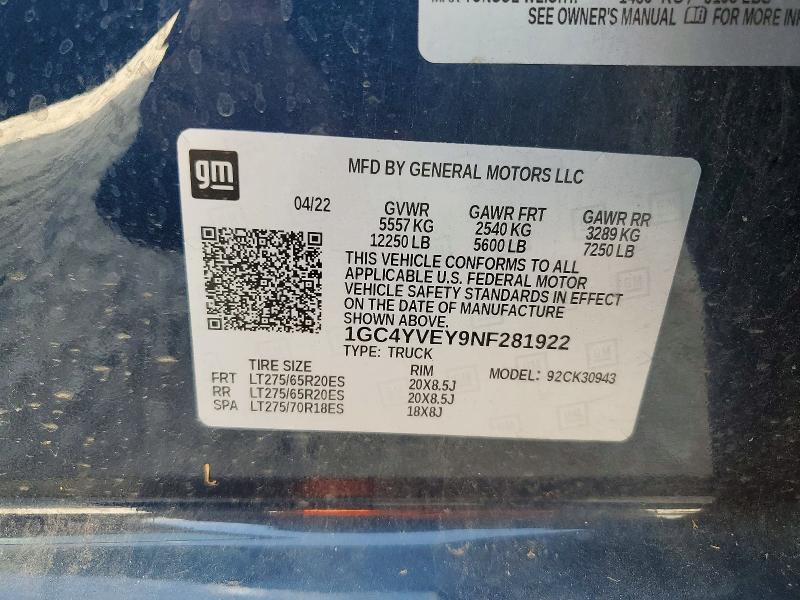 SEE OWNER'S MANUAL FOR MORE
gm
MFD BY GENERAL MOTORS LLC
04/22
GVWR
5557 KG
12250 LB
GAWR FRT
2540 KG
5600 LB
GAWR RR
3289 KG
7250 LB
THIS VEHICLE CONFORMS TO ALL
APPLICABLE U.S. FEDERAL MOTOR
VEHICLE SAFETY STANDARDS IN EFFECT
ON THE DATE OF MANUFACTURE
SHOWN ABOVE.
1GC4YVEY9NF281922
TYPE: TRUCK
TIRE SIZE RIM
FRT LT275/65R20ES 20X8.5J
RR LT275/65R20ES 20X8.5J
SPA LT275/70R18ES 18X8J
MODEL: 92CK30943